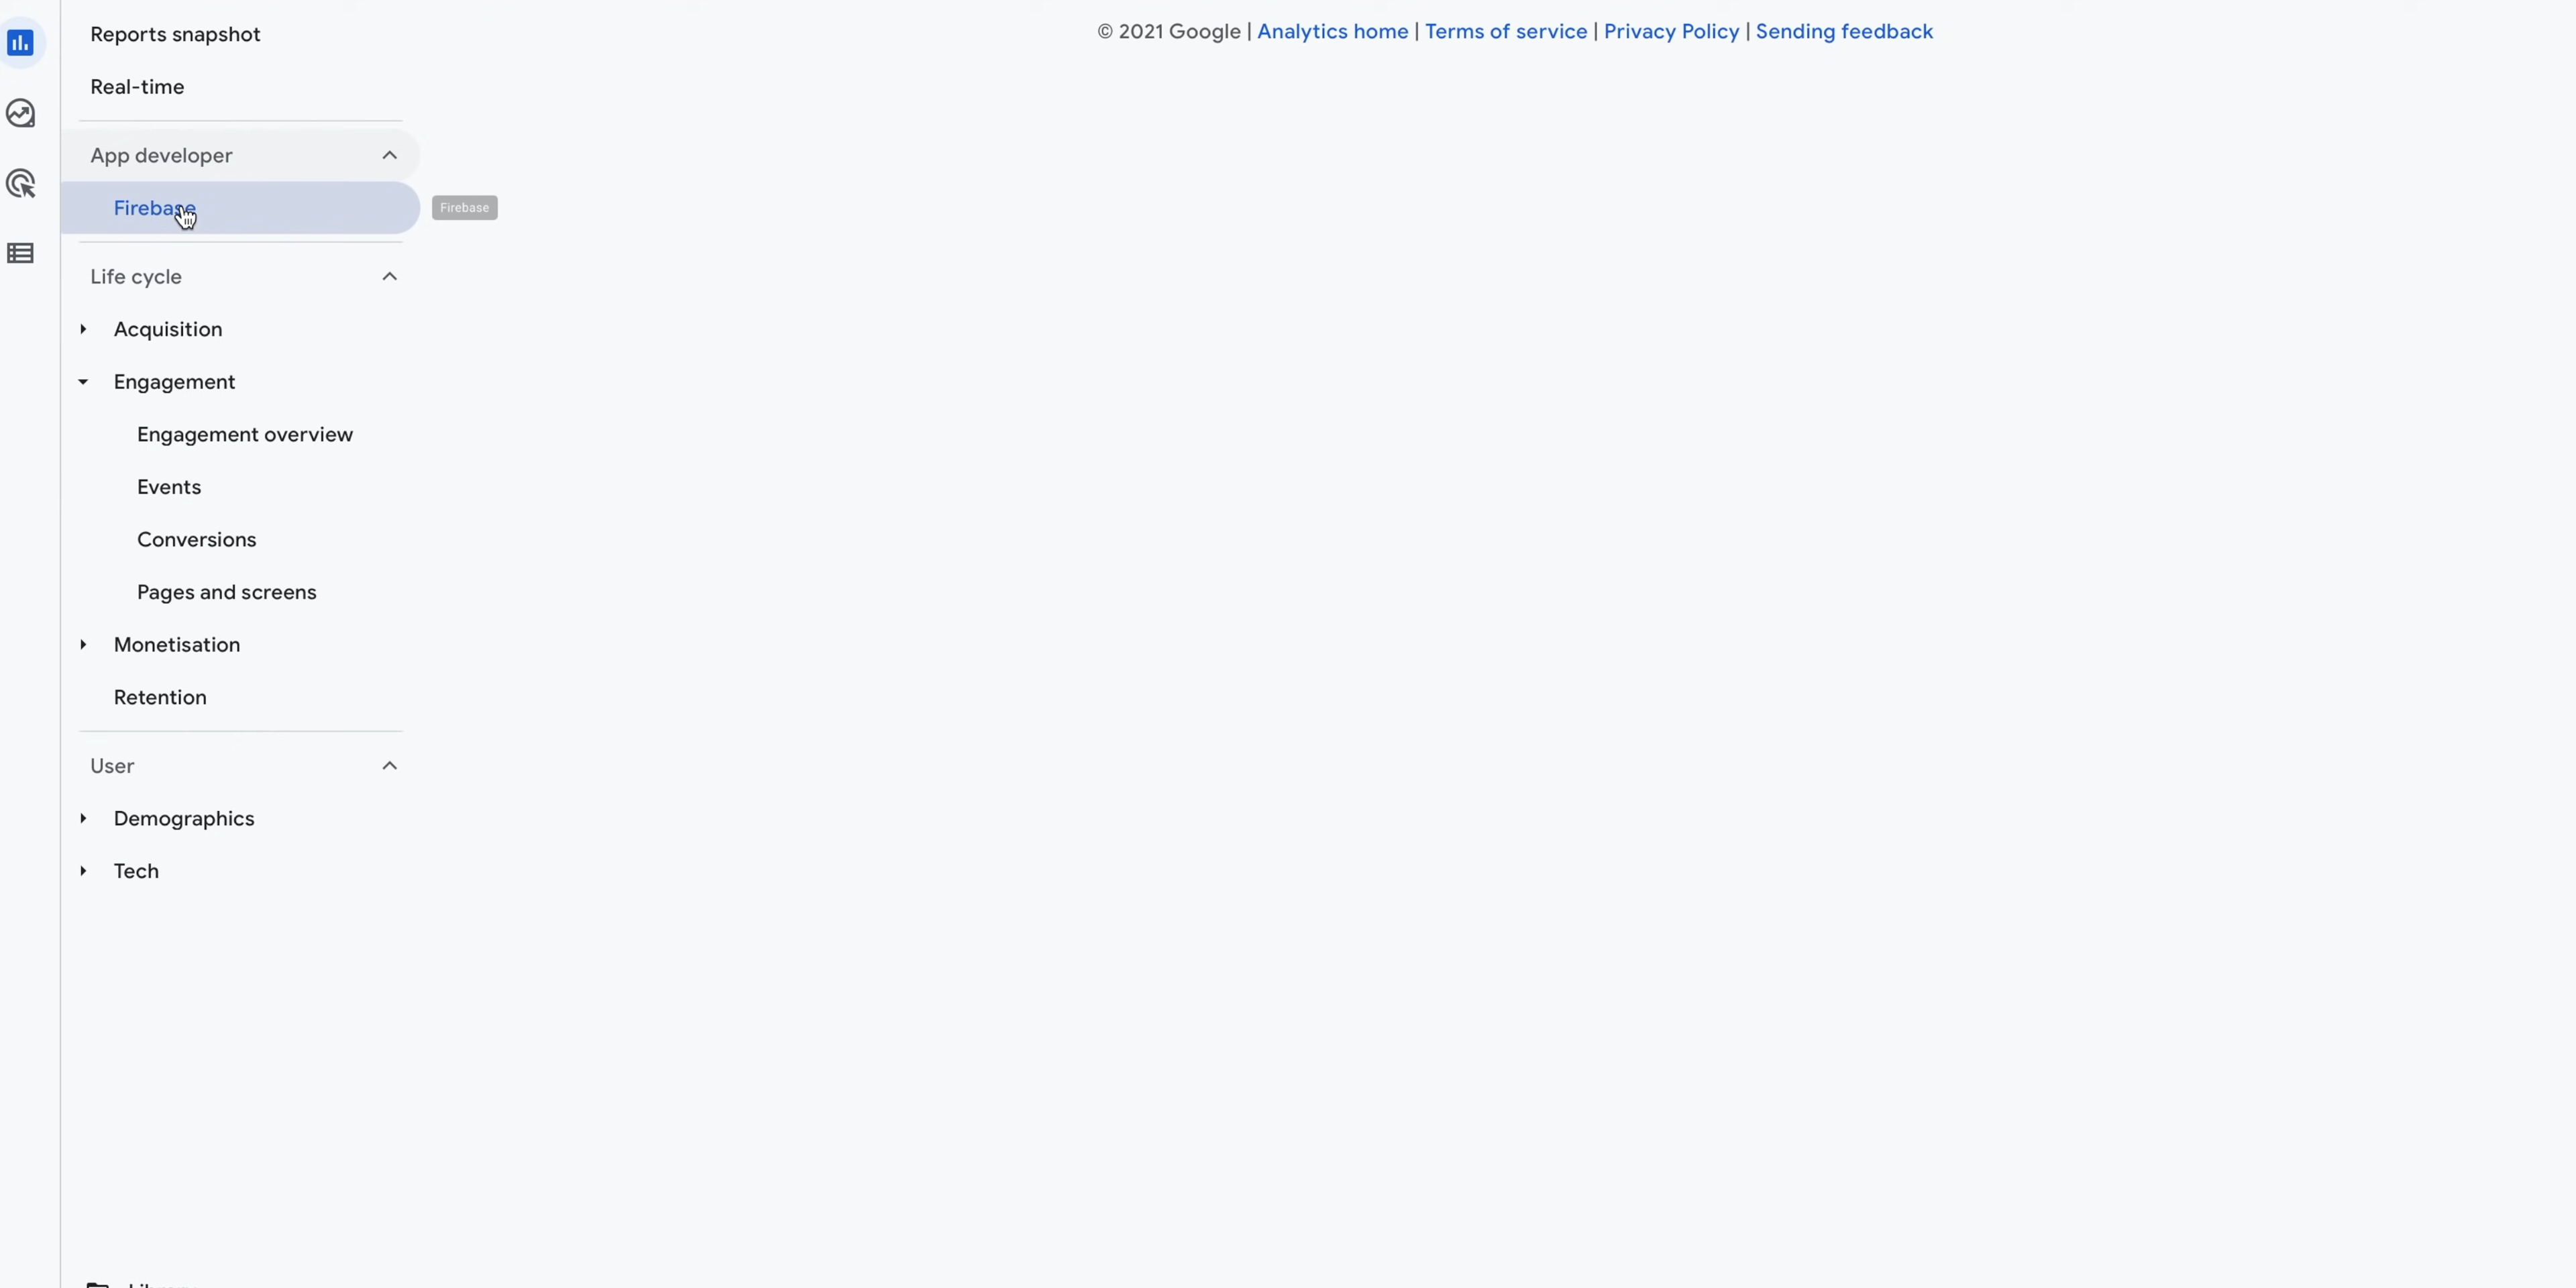 Reports snapshot
© 2021 Google | Analytics home | Terms of service | Privacy Policy | Sending feedback
Real-time
App developer
Firebase
Firebase
Life cycle
Acquisition
Engagement
Engagement overview
Events
Conversions
Pages and screens
Monetisation
Retention
User
Demographics
Tech